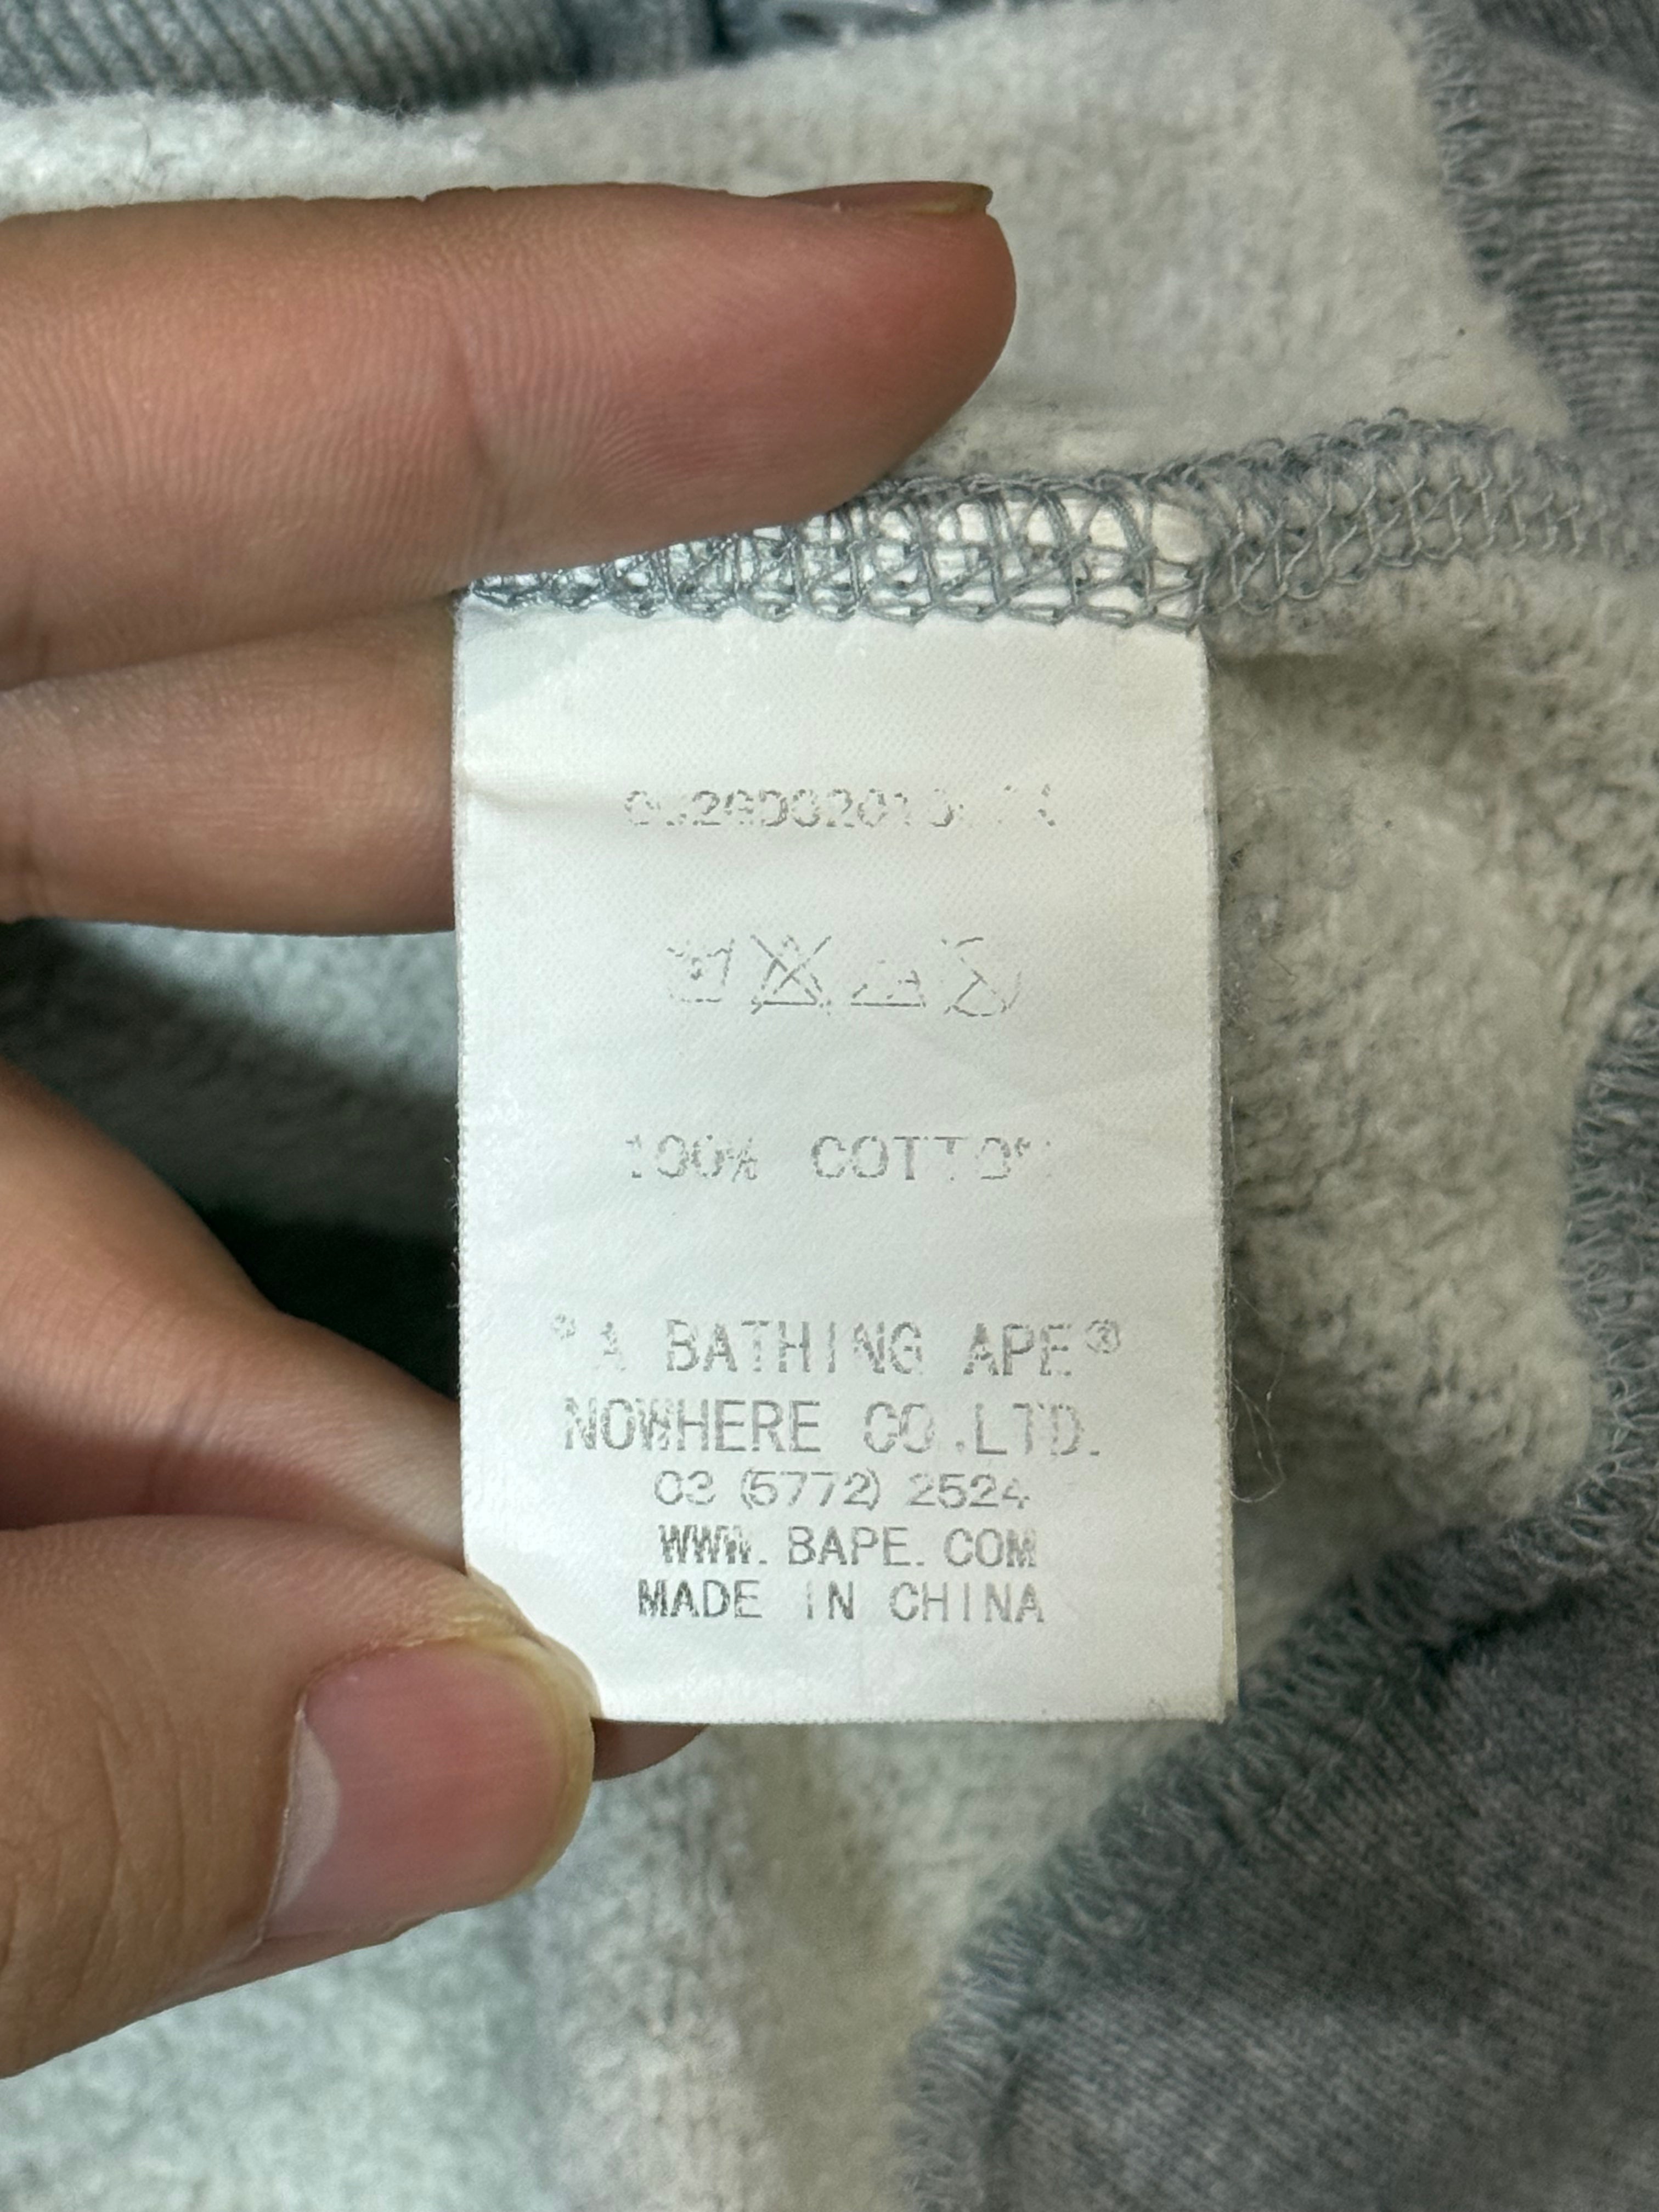 100% COTTON
"A BATHING APE®
NOWHERE CO.,LTD.
03 (5772) 2524
WWW. BAPE. COM
MADE IN CHINA